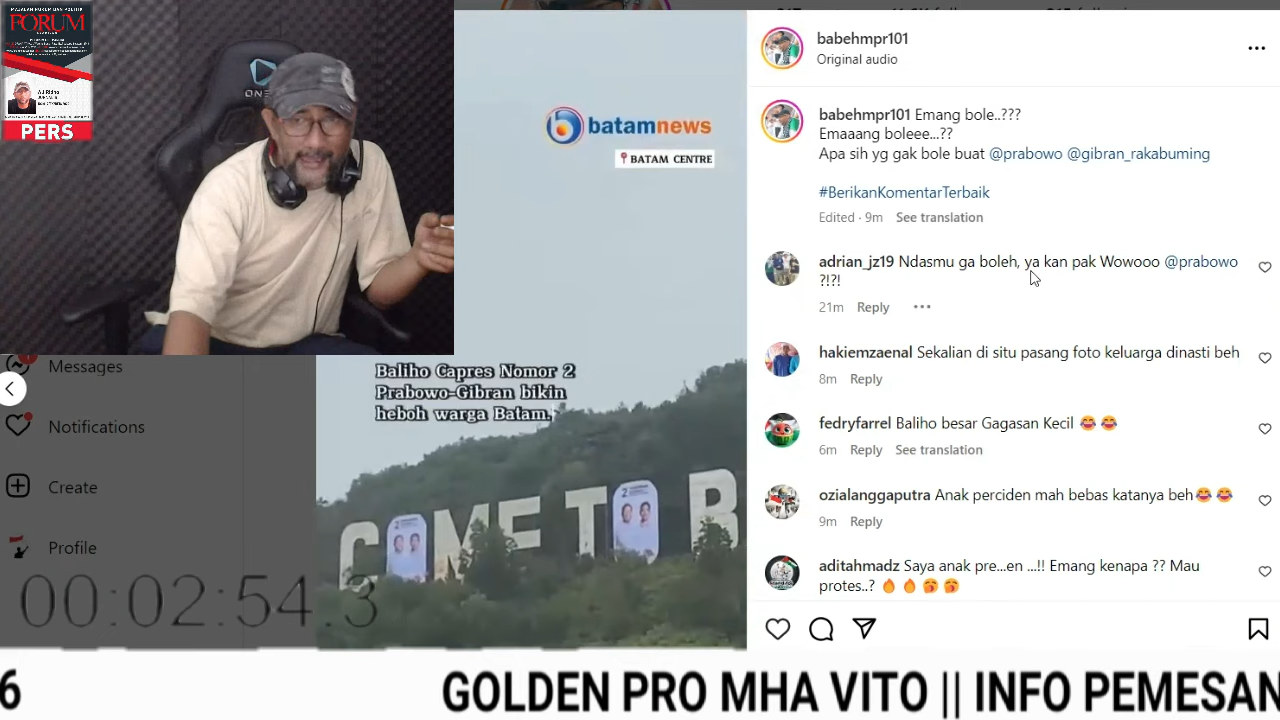 FORUM
PERS
ONE
batamnews
BATAM CENTRE
Baliho Capres Nomor 2
Prabowo-Gibran bikin
heboh warga Batam.
COME TO B
2
2
Messages
Notifications
Create
Profile
00:02:54.3
babehmpr101
Original audio
babehmpr101 Emang bole..???
Emaaang boleee...??
Apa sih yg gak bole buat @prabowo @gibran_rakabuming
#BerikanKomentarTerbaik
Edited · 9m See translation
adrian_jz19 Ndasmu ga boleh, ya kan pak Wowooo @prabowo
?!?!
21m Reply
hakiemzaenal Sekalian di situ pasang foto keluarga dinasti beh
8m Reply
fedryfarrel Baliho besar Gagasan Kecil 😂 😂
6m Reply See translation
ozialanggaputra Anak perciden mah bebas katanya beh😂 😂
9m Reply
aditahmadz Saya anak pre...en ...!! Emang kenapa ?? Mau
protes..? 🔥 🔥 🥱 🥱
6 GOLDEN PRO MHA VITO || INFO PEMESAN